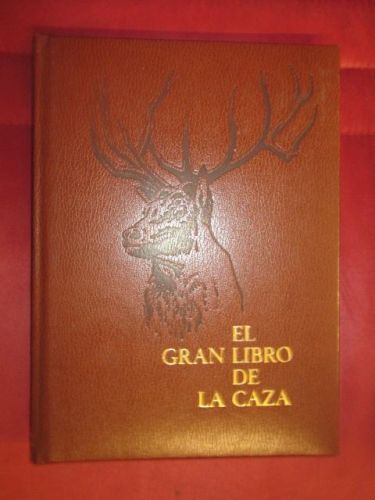 EL
GRAN LIBRO
DE
LA CAZA